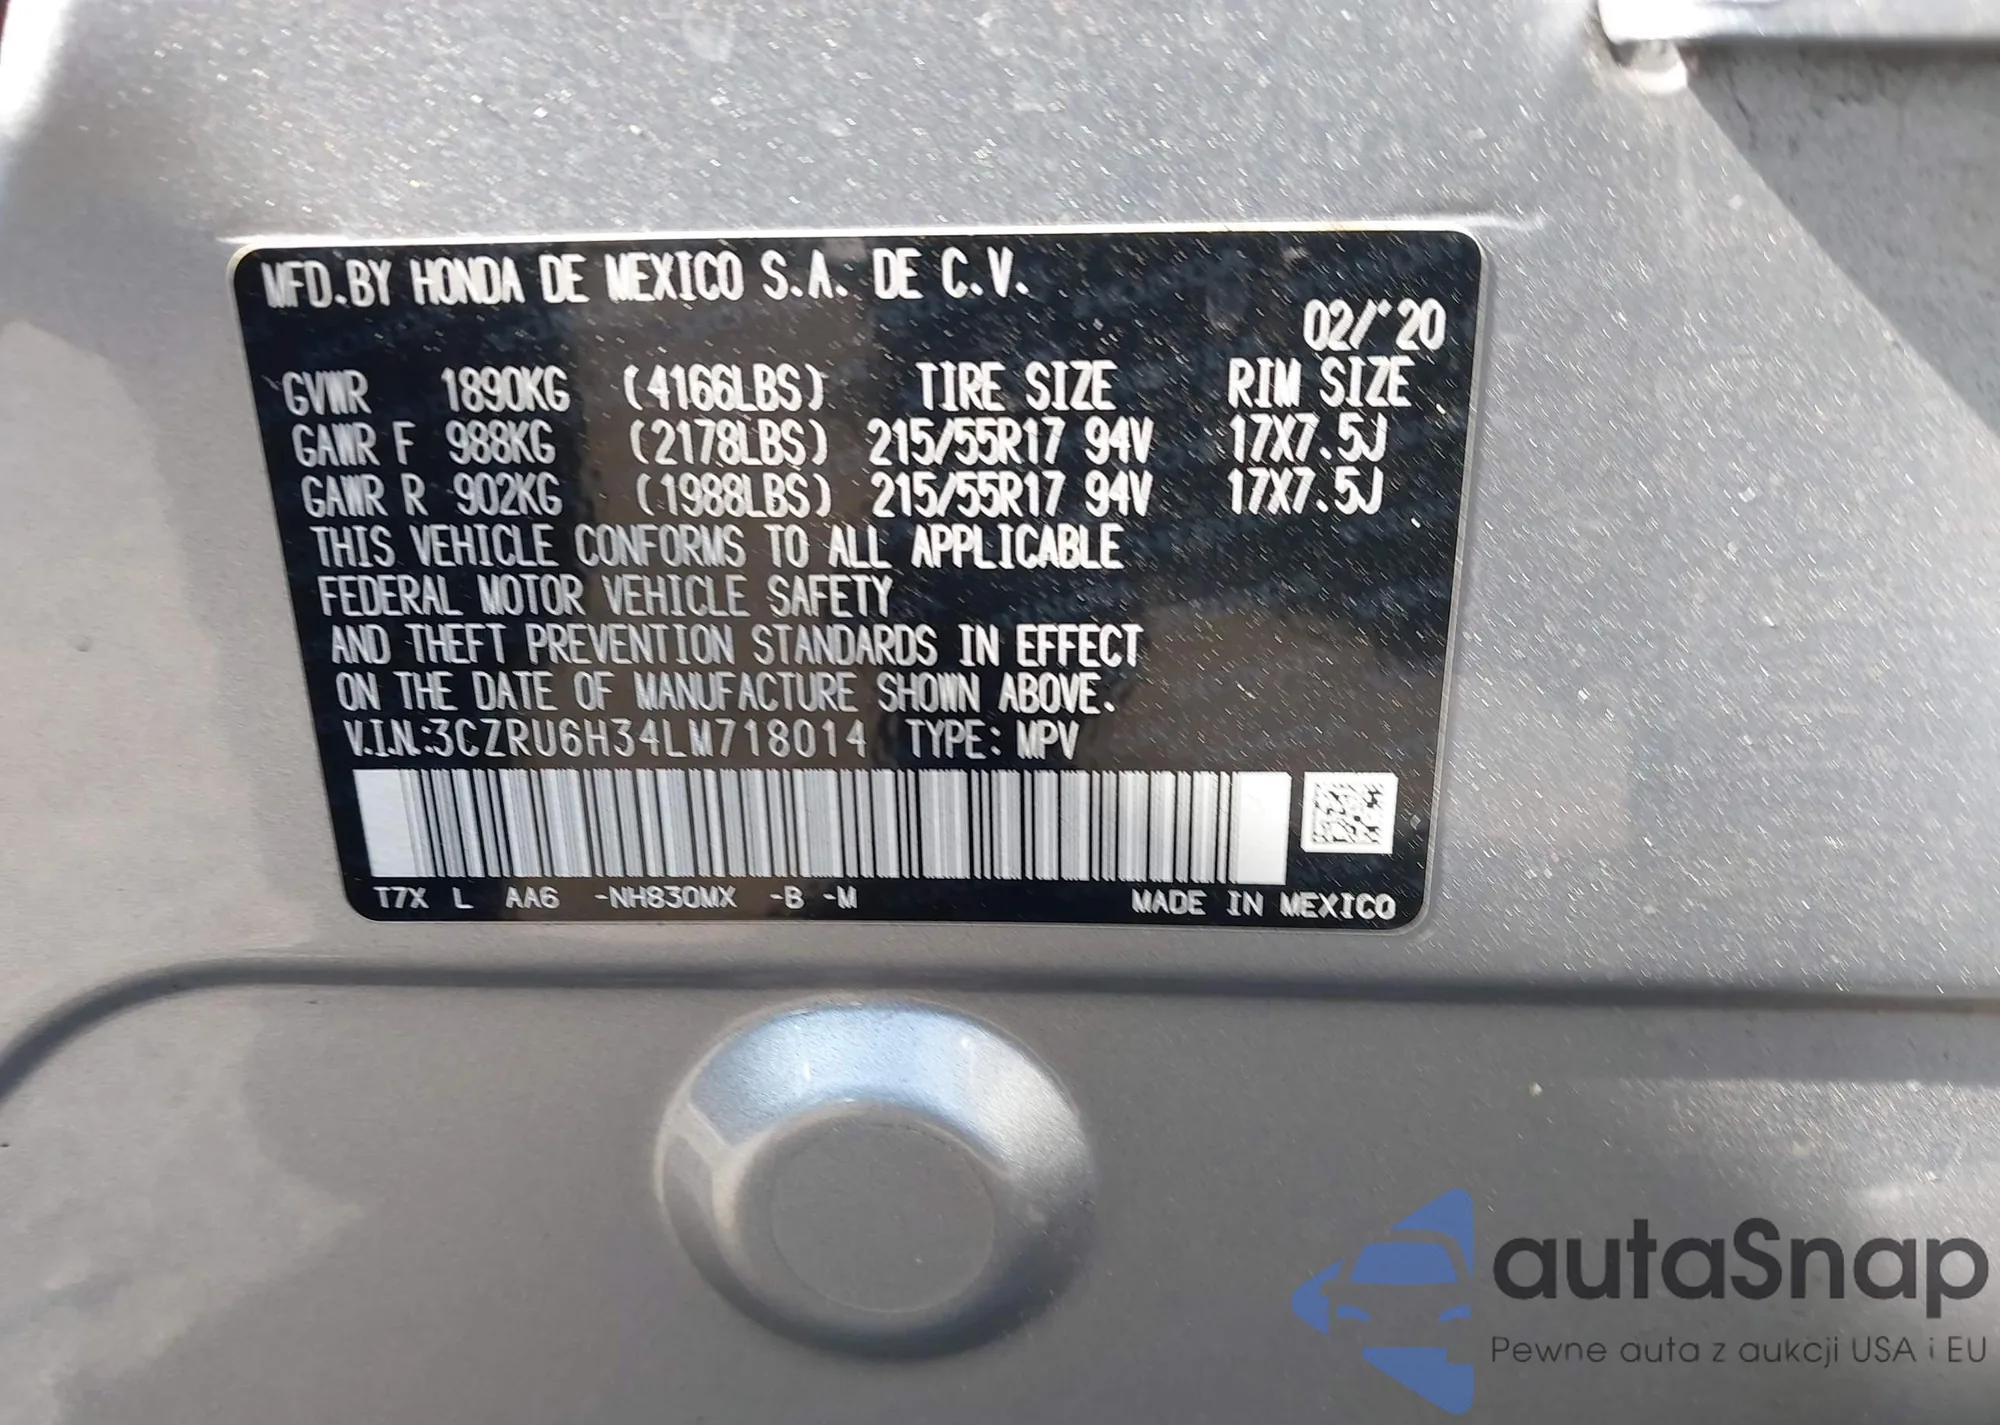 MFD.BY HONDA DE MEXICO S.A. DE C.V.
02/'20
GVWR 1890KG (4166LBS) TIRE SIZE RIM SIZE
GAWR F 988KG (2178LBS) 215/55R17 94V 17X7.5J
GAWR R 902KG (1988LBS) 215/55R17 94V 17X7.5J
THIS VEHICLE CONFORMS TO ALL APPLICABLE
FEDERAL MOTOR VEHICLE SAFETY
AND THEFT PREVENTION STANDARDS IN EFFECT
ON THE DATE OF MANUFACTURE SHOWN ABOVE.
V.I.N.:3CZRU6H34LM718014 TYPE: MPV
T7X L AA6 -NH830MX -B -M MADE IN MEXICO
autaSnap
Pewne auta z aukcji USA i EU